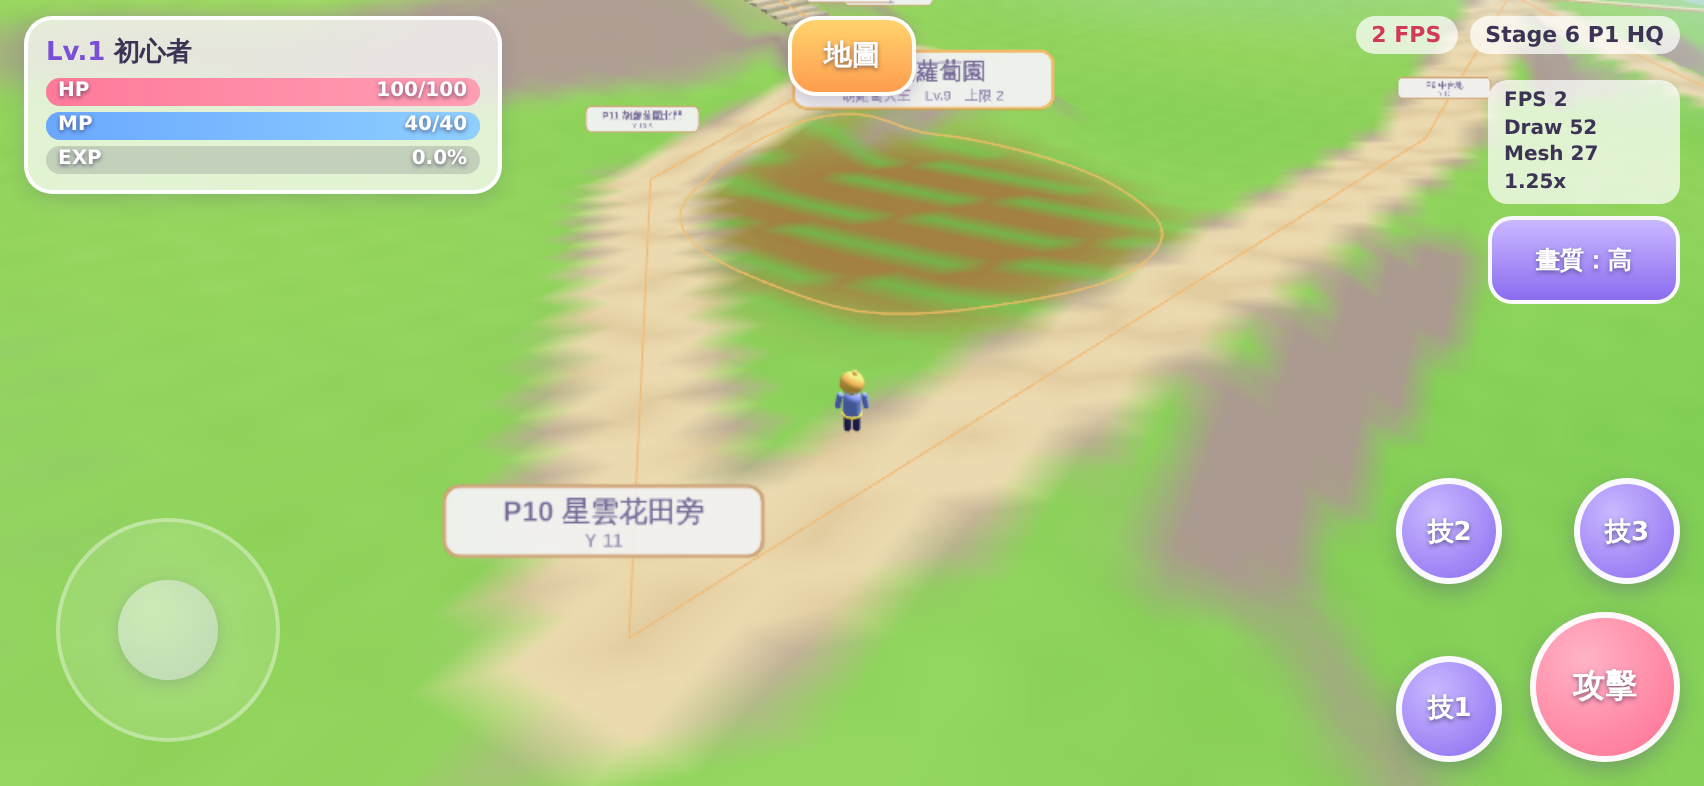 Lv.1 初心者
HP 100/100
MP 40/40
EXP 0.0%
地圖
蘿蔔園
Lv.9 上限 2
2 FPS
Stage 6 P1 HQ
FPS 2
Draw 52
Mesh 27
1.25x
畫質：高
P10 星雲花田旁
Y 11
技2
技3
技1
攻擊